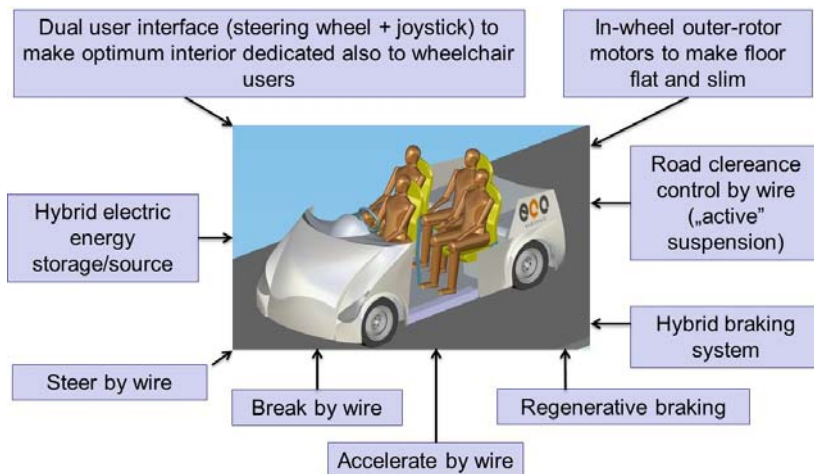 Dual user interface (steering wheel + joystick) to
make optimum interior dedicated also to wheelchair
users
In-wheel outer-rotor
motors to make floor
flat and slim
Hybrid electric
energy
storage/source
Road clereance
control by wire
(„active”
suspension)
Hybrid braking
system
Steer by wire
Break by wire
Regenerative braking
Accelerate by wire